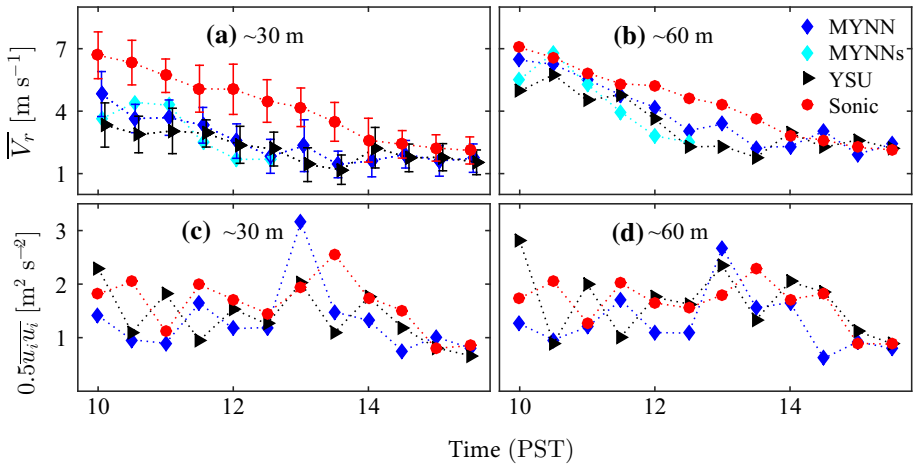 (a) ~30 m
(b) ~60 m
MYNN
MYNNs
YSU
Sonic
V̅r̅ [m s⁻¹]
7
4
1
(c) ~30 m
(d) ~60 m
0.5u̅i̅u̅i̅ [m² s⁻²]
3
2
1
10 12 14
10 12 14
Time (PST)